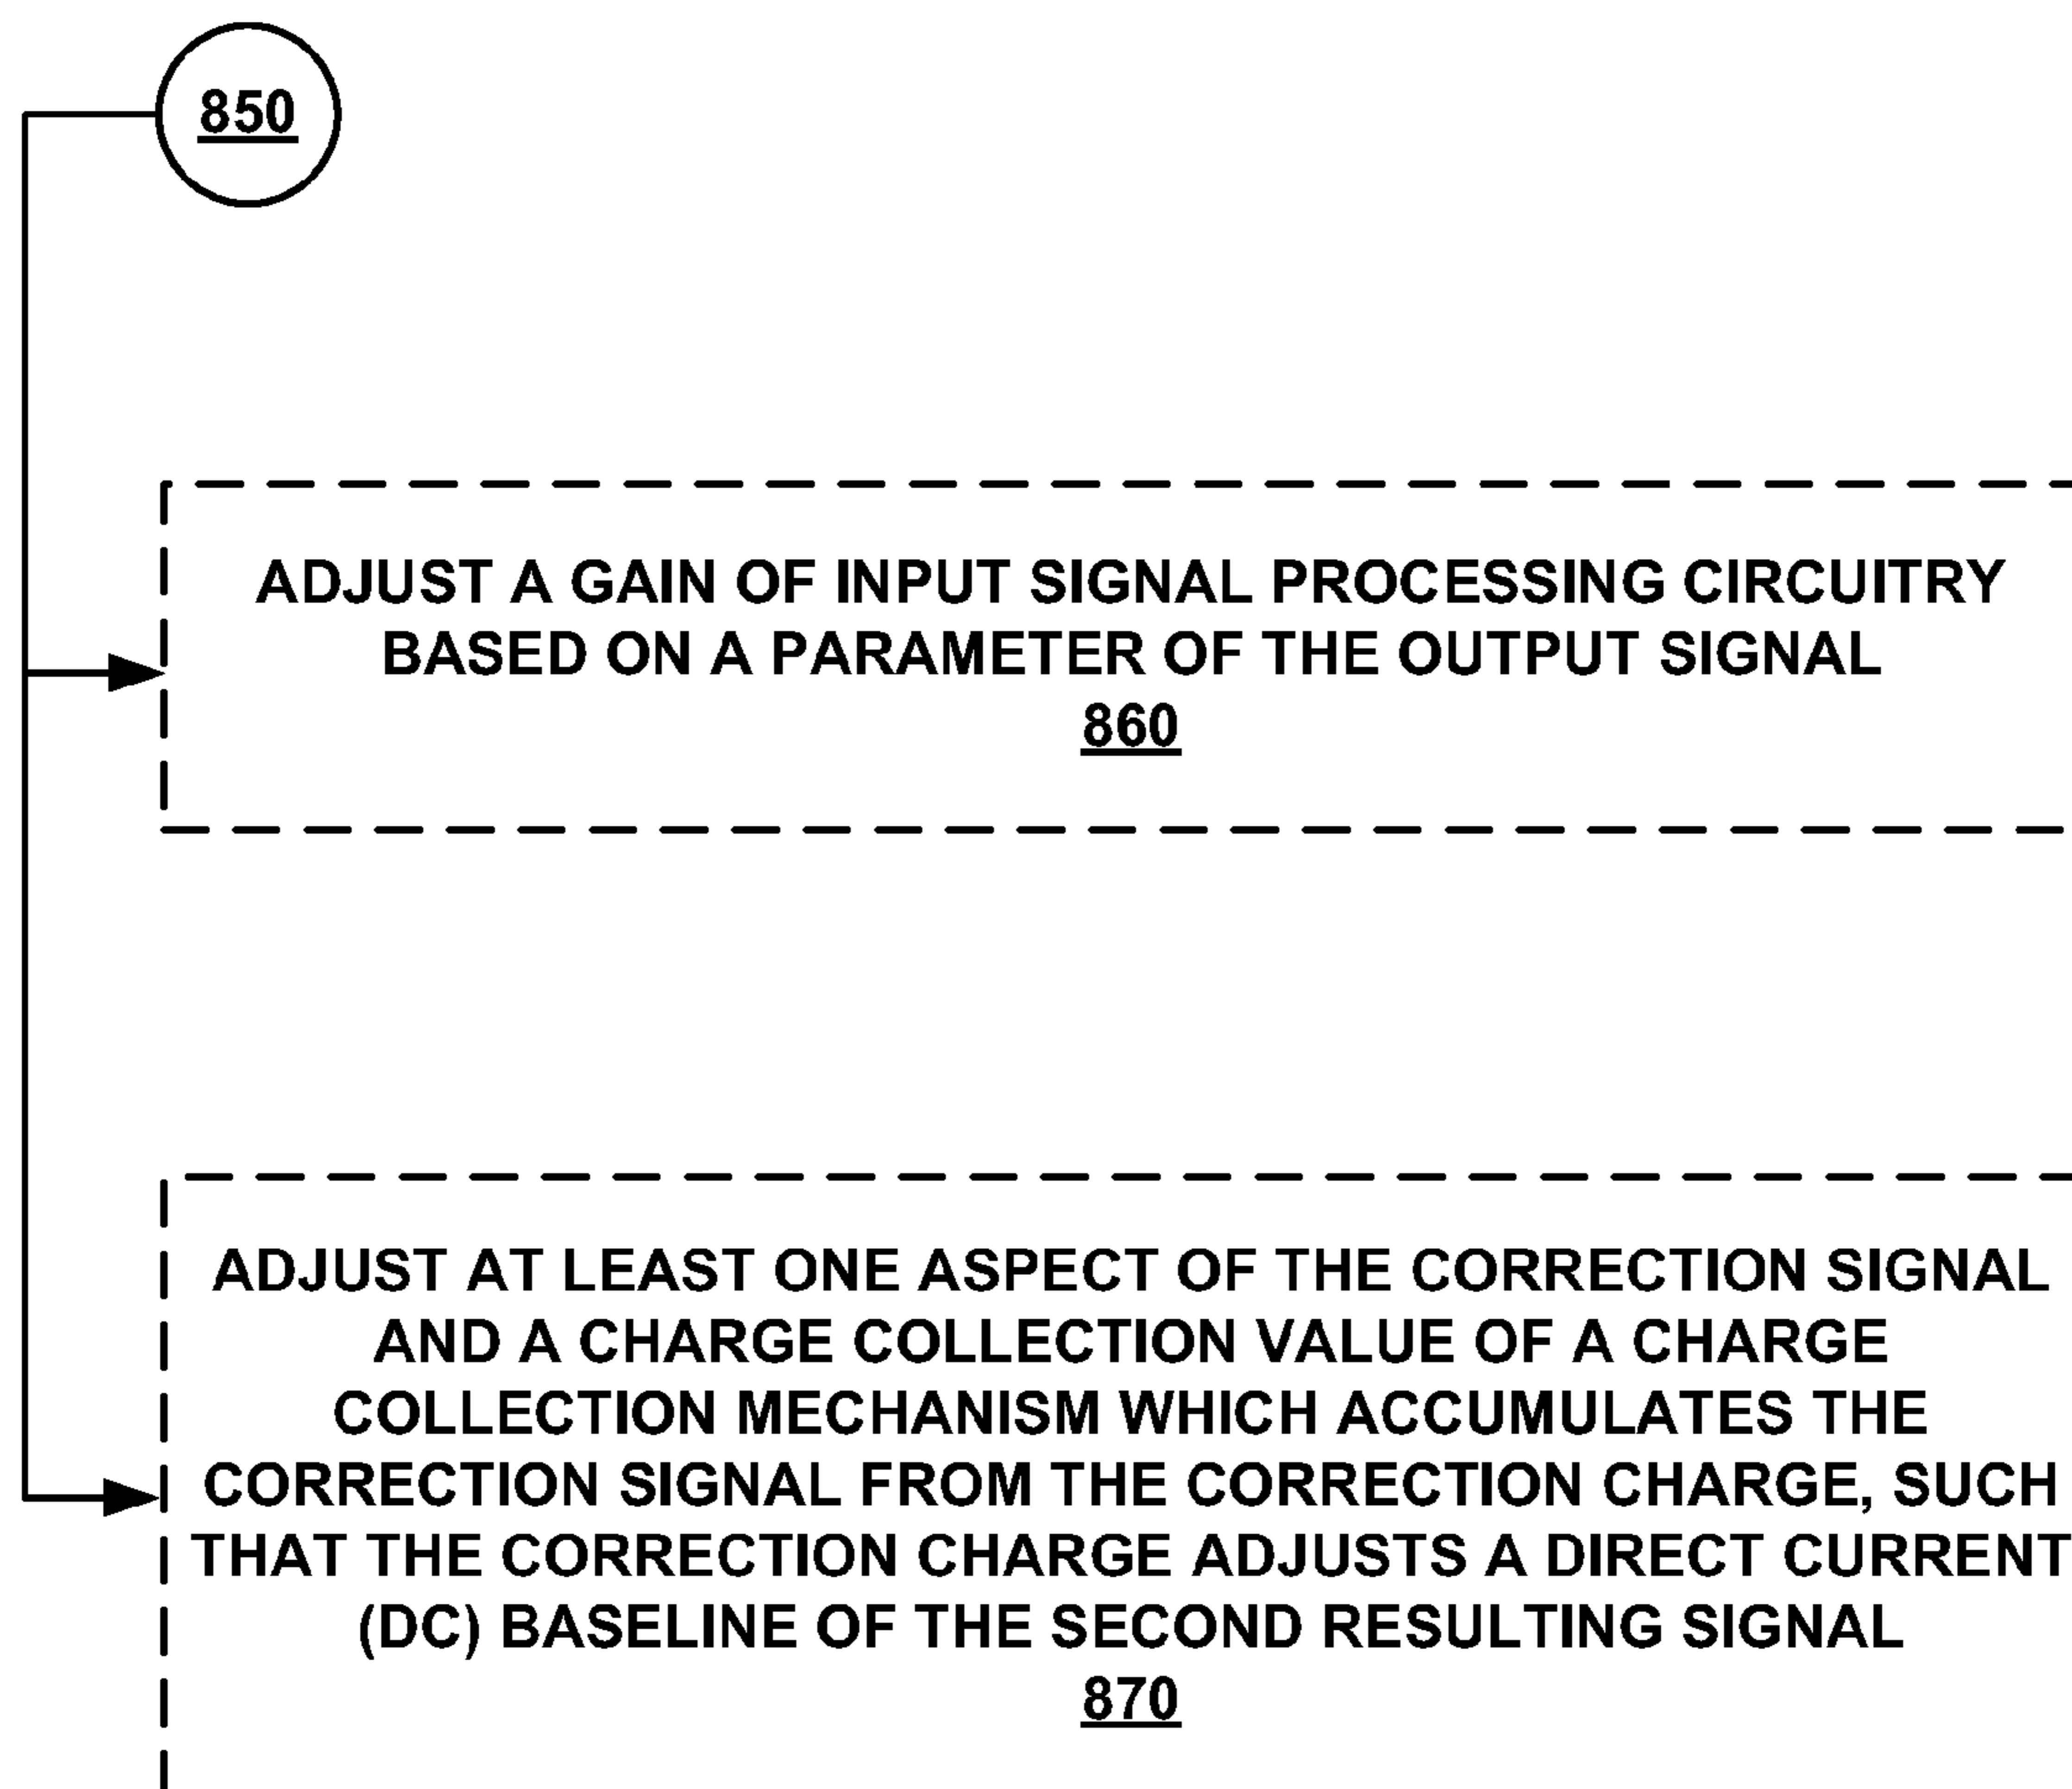 850
ADJUST A GAIN OF INPUT SIGNAL PROCESSING CIRCUITRY
BASED ON A PARAMETER OF THE OUTPUT SIGNAL
860
ADJUST AT LEAST ONE ASPECT OF THE CORRECTION SIGNAL
AND A CHARGE COLLECTION VALUE OF A CHARGE
COLLECTION MECHANISM WHICH ACCUMULATES THE
CORRECTION SIGNAL FROM THE CORRECTION CHARGE, SUCH
THAT THE CORRECTION CHARGE ADJUSTS A DIRECT CURRENT
(DC) BASELINE OF THE SECOND RESULTING SIGNAL
870